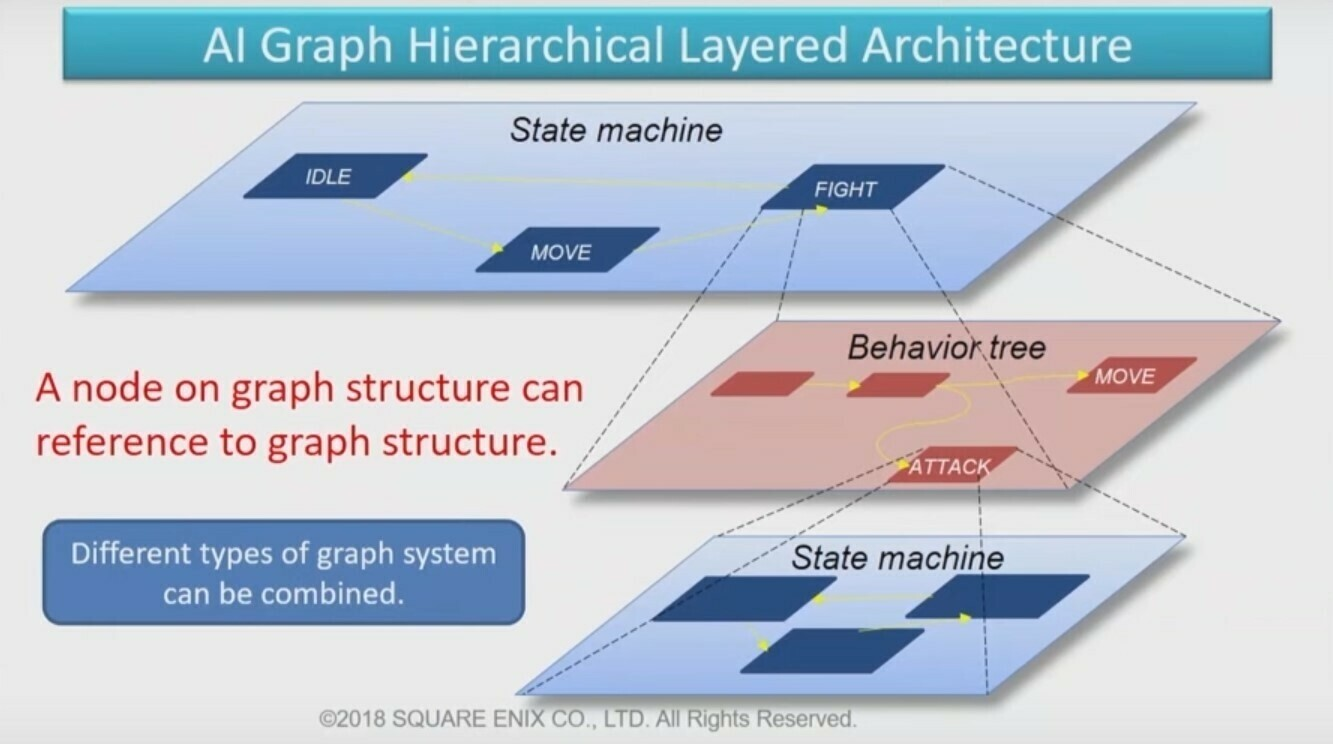 AI Graph Hierarchical Layered Architecture
State machine
IDLE
FIGHT
MOVE
Behavior tree
MOVE
ATTACK
A node on graph structure can
reference to graph structure.
Different types of graph system
can be combined.
State machine
©2018 SQUARE ENIX CO., LTD. All Rights Reserved.